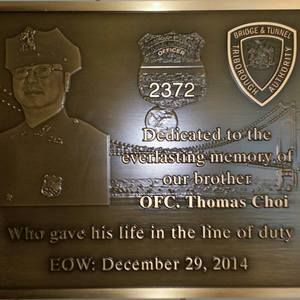 OFFICER
2372
BRIDGE & TUNNEL
TRIBOROUGH
AUTHORITY
Dedicated to the
everlasting memory of
our brother
OFC. Thomas Choi
Who gave his life in the line of duty
EOW: December 29, 2014